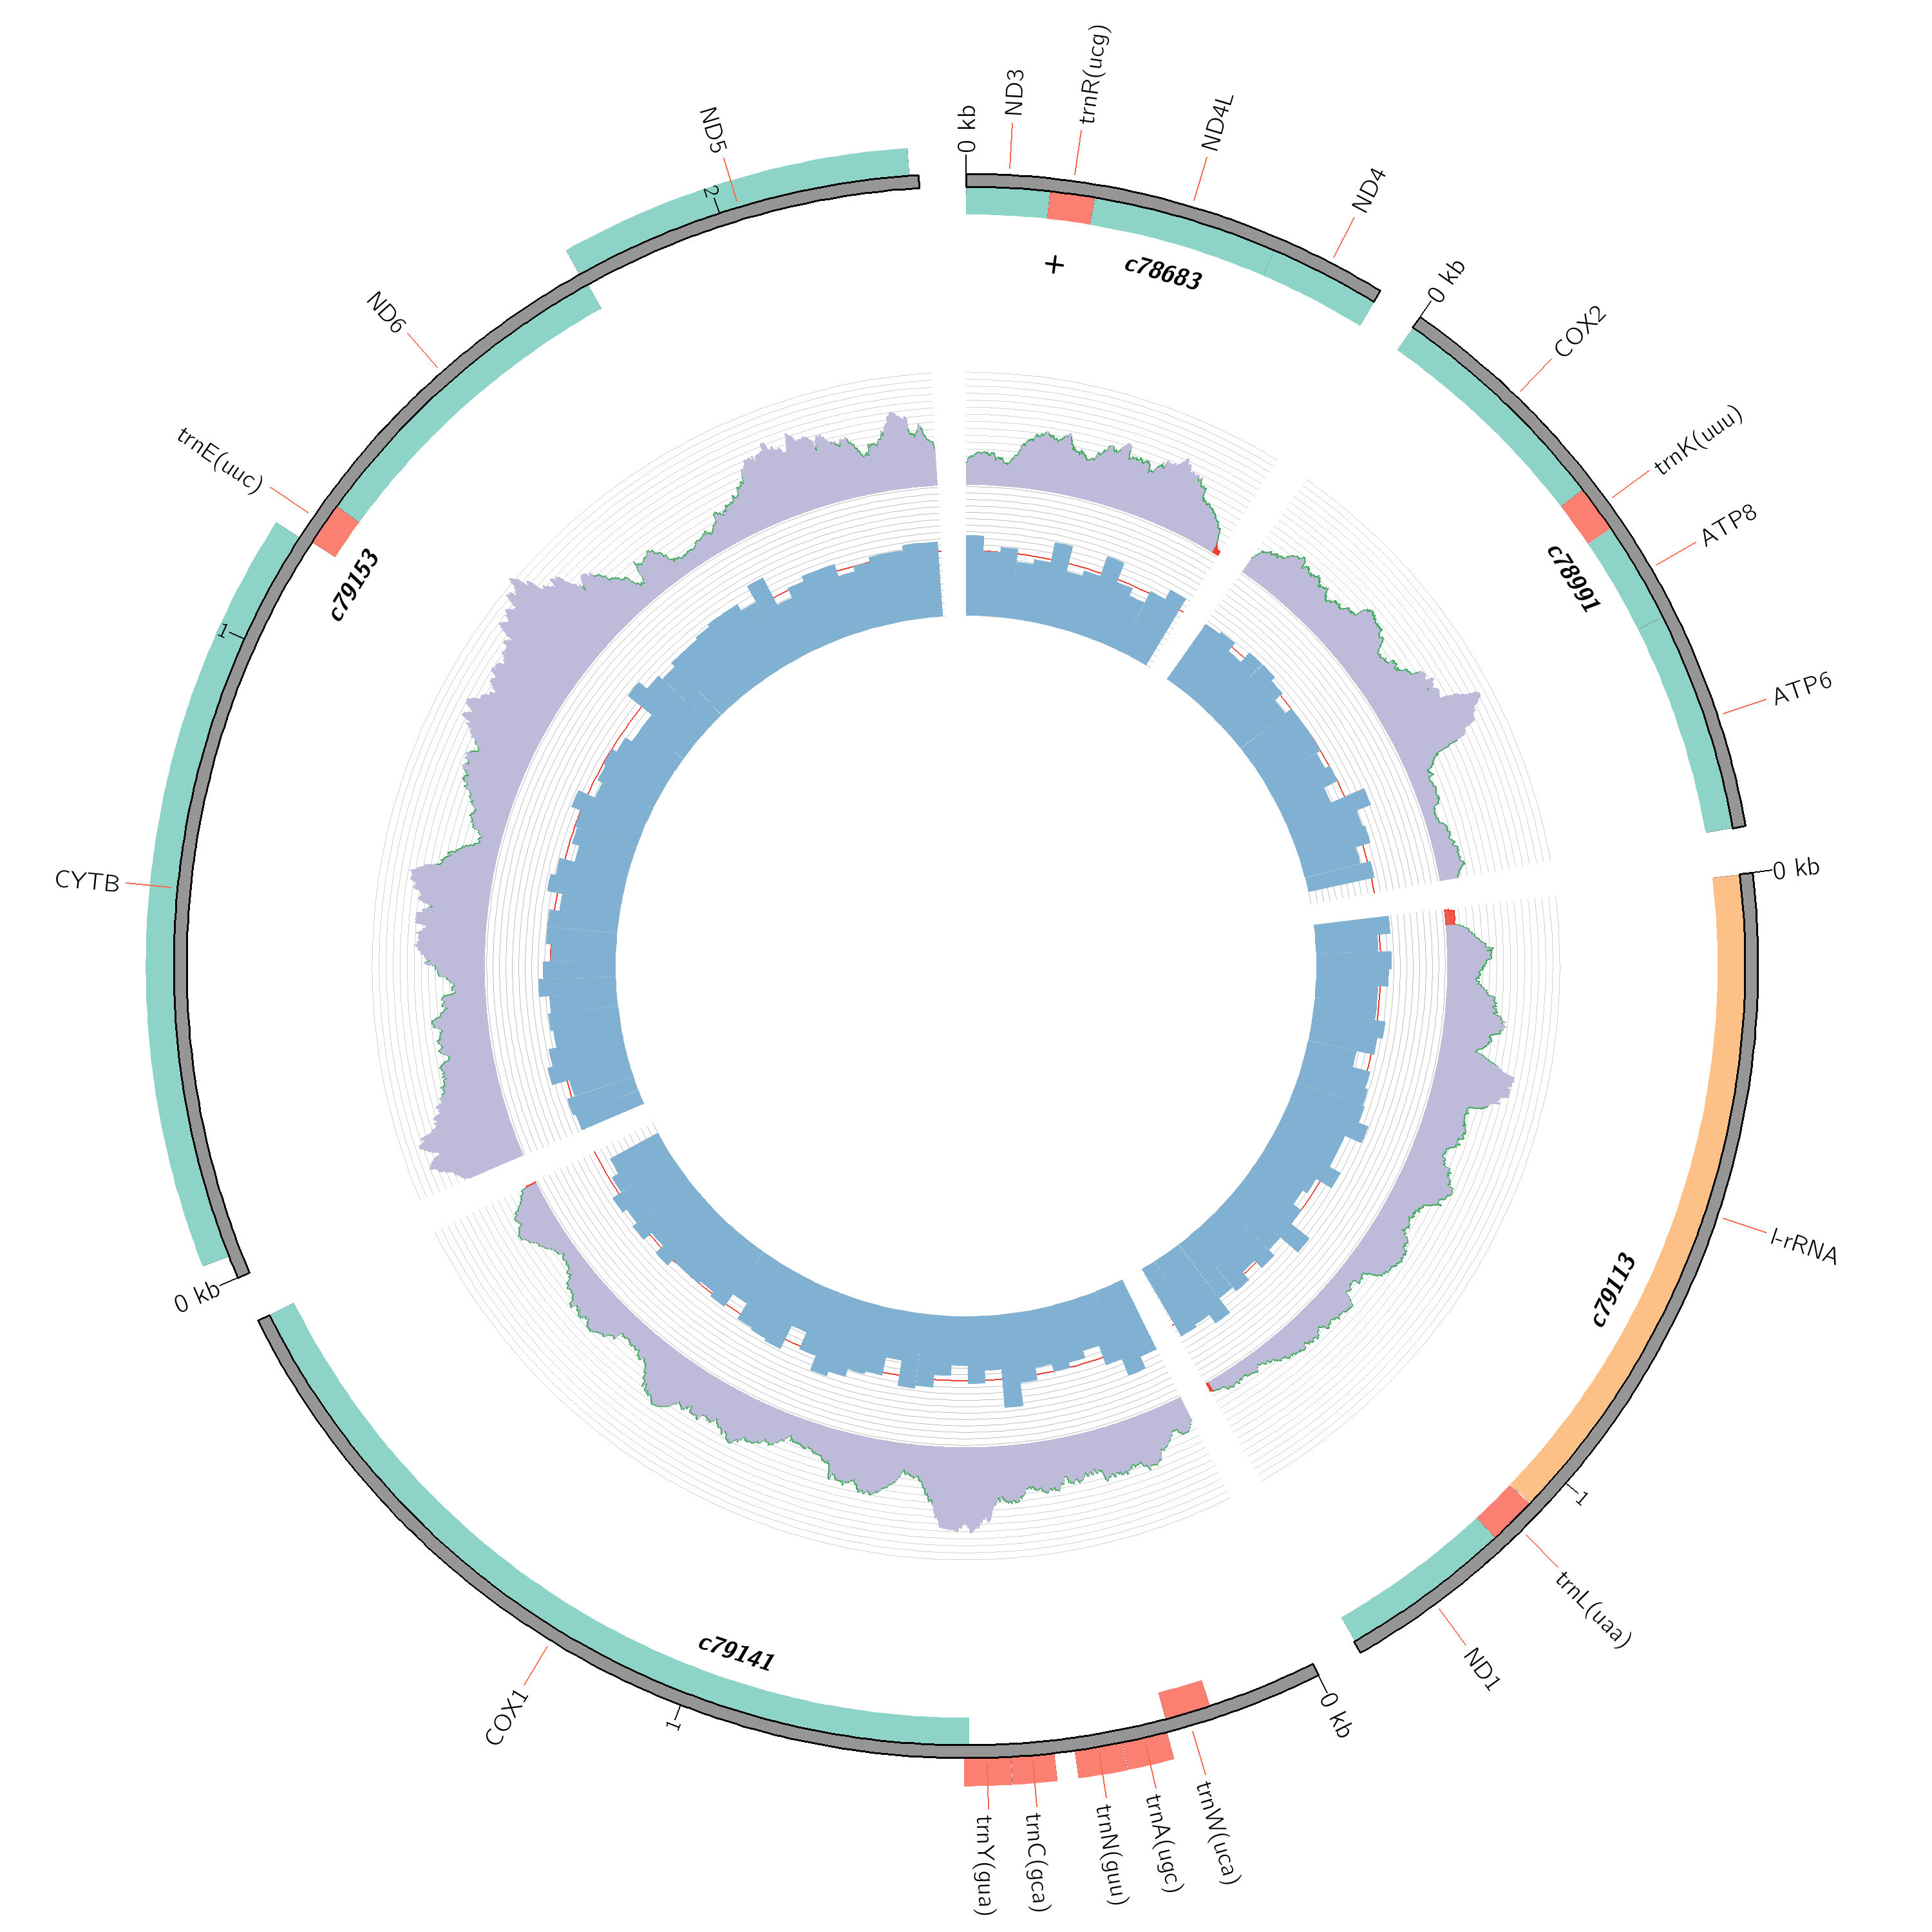 0 kb
ND3
trnR(ucg)
ND4L
ND4
+
c78683
0 kb
COX2
trnK(uuu)
ATP8
ATP6
c78991
0 kb
l-rRNA
c79113
1
trnL(uaa)
ND1
0 kb
trnW(uca)
trnA(ugc)
trnN(guu)
trnC(gca)
trnY(gua)
c79141
1
COX1
0 kb
CYTB
1
c79153
trnE(uuc)
ND6
2
ND5